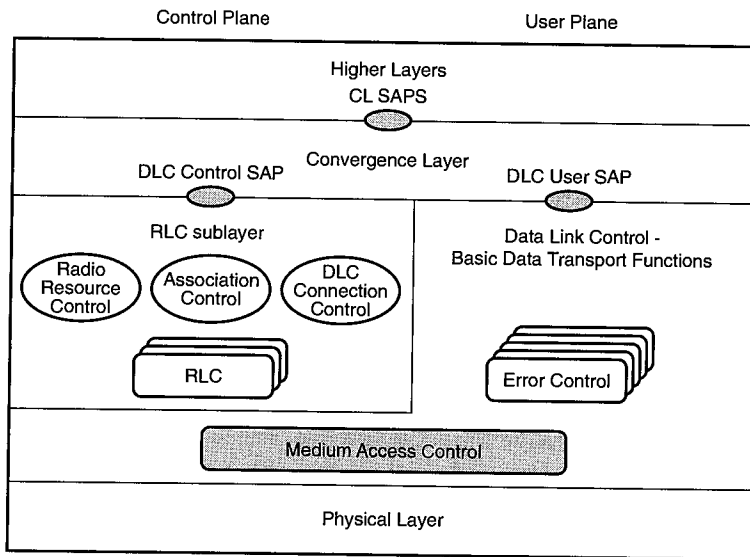 Control Plane
User Plane
Higher Layers
CL SAPS
Convergence Layer
DLC Control SAP
DLC User SAP
RLC sublayer
Data Link Control -
Basic Data Transport Functions
Radio
Resource
Control
Association
Control
DLC
Connection
Control
RLC
Error Control
Medium Access Control
Physical Layer